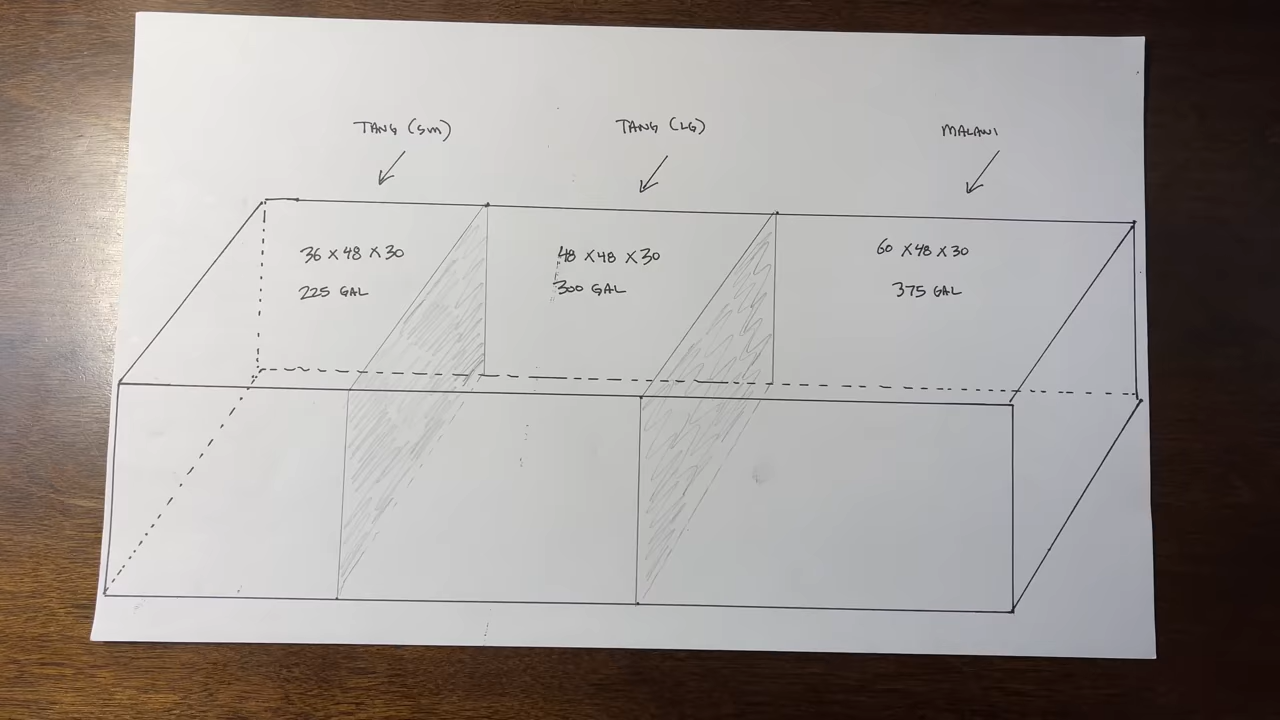 TANG (SM)
TANG (LG)
MALAWI
36 X 48 X 30
225 GAL
48 X 48 X 30
300 GAL
60 X 48 X 30
375 GAL